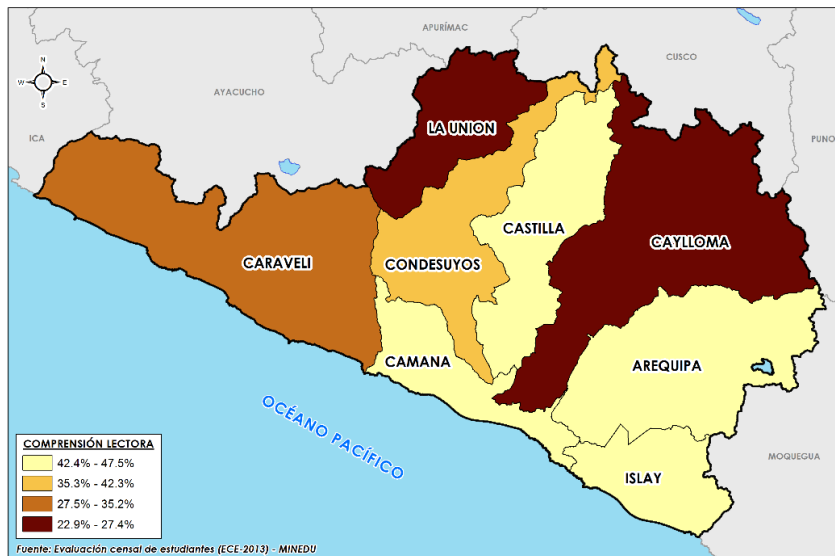 APURÍMAC
CUSCO
N
W E
S
AYACUCHO
ICA
PUNO
LA UNION
CASTILLA
CARAVELI
CONDESUYOS
CAYLLOMA
CAMANA
AREQUIPA
OCÉANO PACÍFICO
MOQUEGUA
ISLAY
COMPRENSIÓN LECTORA
42.4% - 47.5%
35.3% - 42.3%
27.5% - 35.2%
22.9% - 27.4%
Fuente: Evaluación censal de estudiantes (ECE-2013) - MINEDU